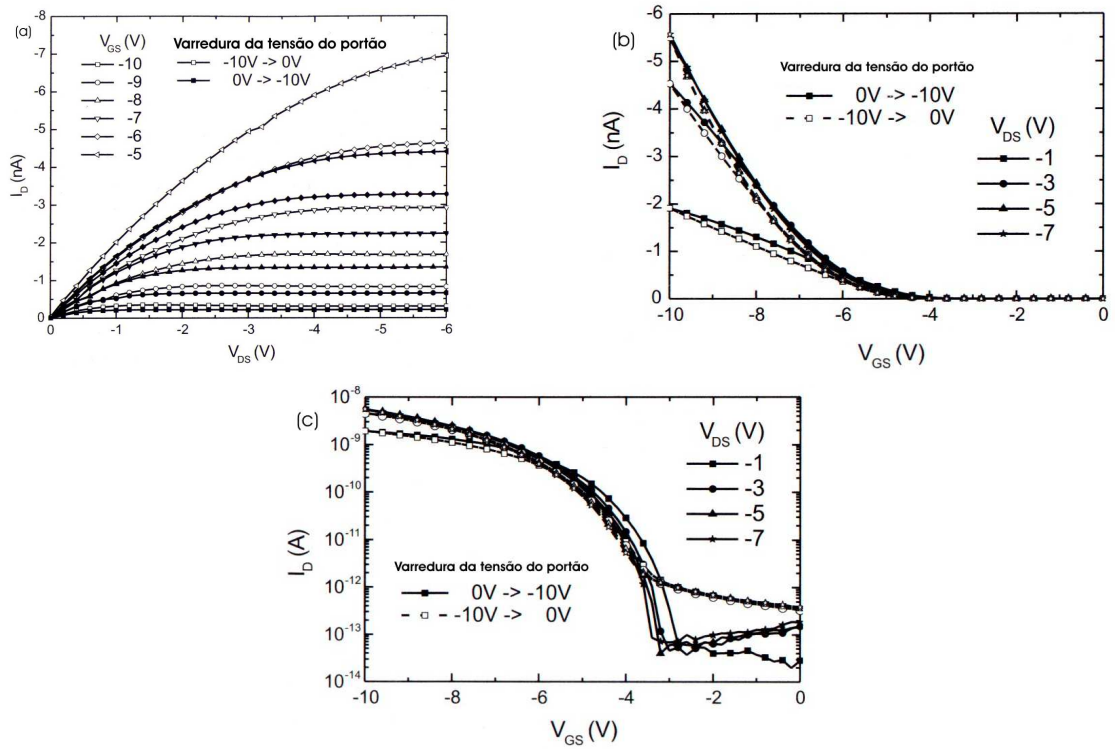 (a)
V_GS (V)
-10
-9
-8
-7
-6
-5
Varredura da tensão do portão
-10V -> 0V
0V -> -10V
I_D (nA)
-8
-7
-6
-5
-4
-3
-2
-1
0
0 -1 -2 -3 -4 -5 -6
V_DS (V)
(b)
Varredura da tensão do portão
0V -> -10V
-10V -> 0V
V_DS (V)
-1
-3
-5
-7
I_D (nA)
-6
-5
-4
-3
-2
-1
0
-10 -8 -6 -4 -2 0
V_GS (V)
(c)
V_DS (V)
-1
-3
-5
-7
Varredura da tensão do portão
0V -> -10V
-10V -> 0V
I_D (A)
10^-8
10^-9
10^-10
10^-11
10^-12
10^-13
10^-14
-10 -8 -6 -4 -2 0
V_GS (V)